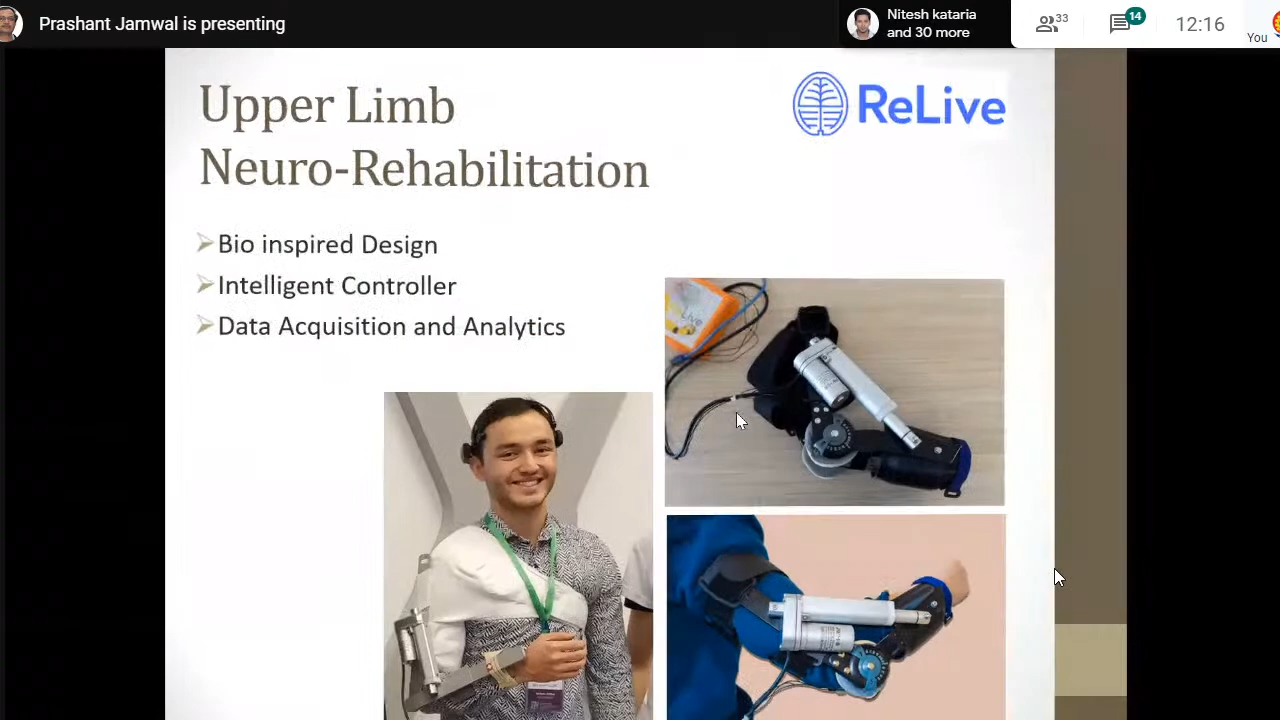 Prashant Jamwal is presenting
Nitesh kataria
and 30 more
33
14
12:16
You
Upper Limb
Neuro-Rehabilitation
ReLive
Bio inspired Design
Intelligent Controller
Data Acquisition and Analytics